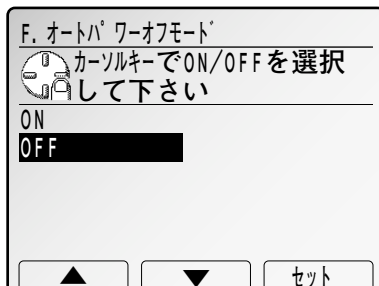 F. オートパワーオフモード
カーソルキーでON/OFFを選択
して下さい
ON
OFF
▲ ▼ セット